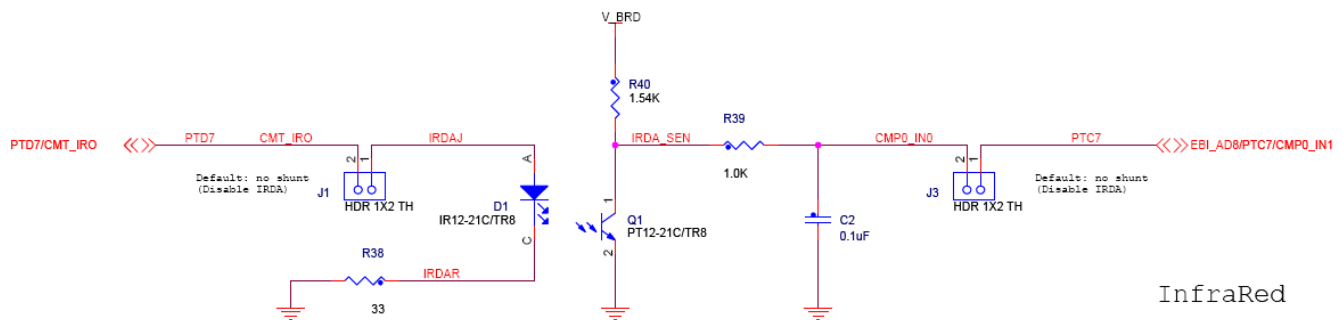 V_BRD
R40
1.54K
R39
PTD7/CMT_IRO
PTD7
CMT_IRO
IRDAJ
IRDA_SEN
CMP0_IN0
PTC7
EBI_AD8/PTC7/CMP0_IN1
2
1
A
1.0K
2
1
Default: no shunt
(Disable IRDA)
J1
HDR 1X2 TH
D1
IR12-21C/TR8
1
Q1
PT12-21C/TR8
2
C2
0.1uF
J3
HDR 1X2 TH
Default: no shunt
(Disable IRDA)
C
R38
IRDAR
33
InfraRed